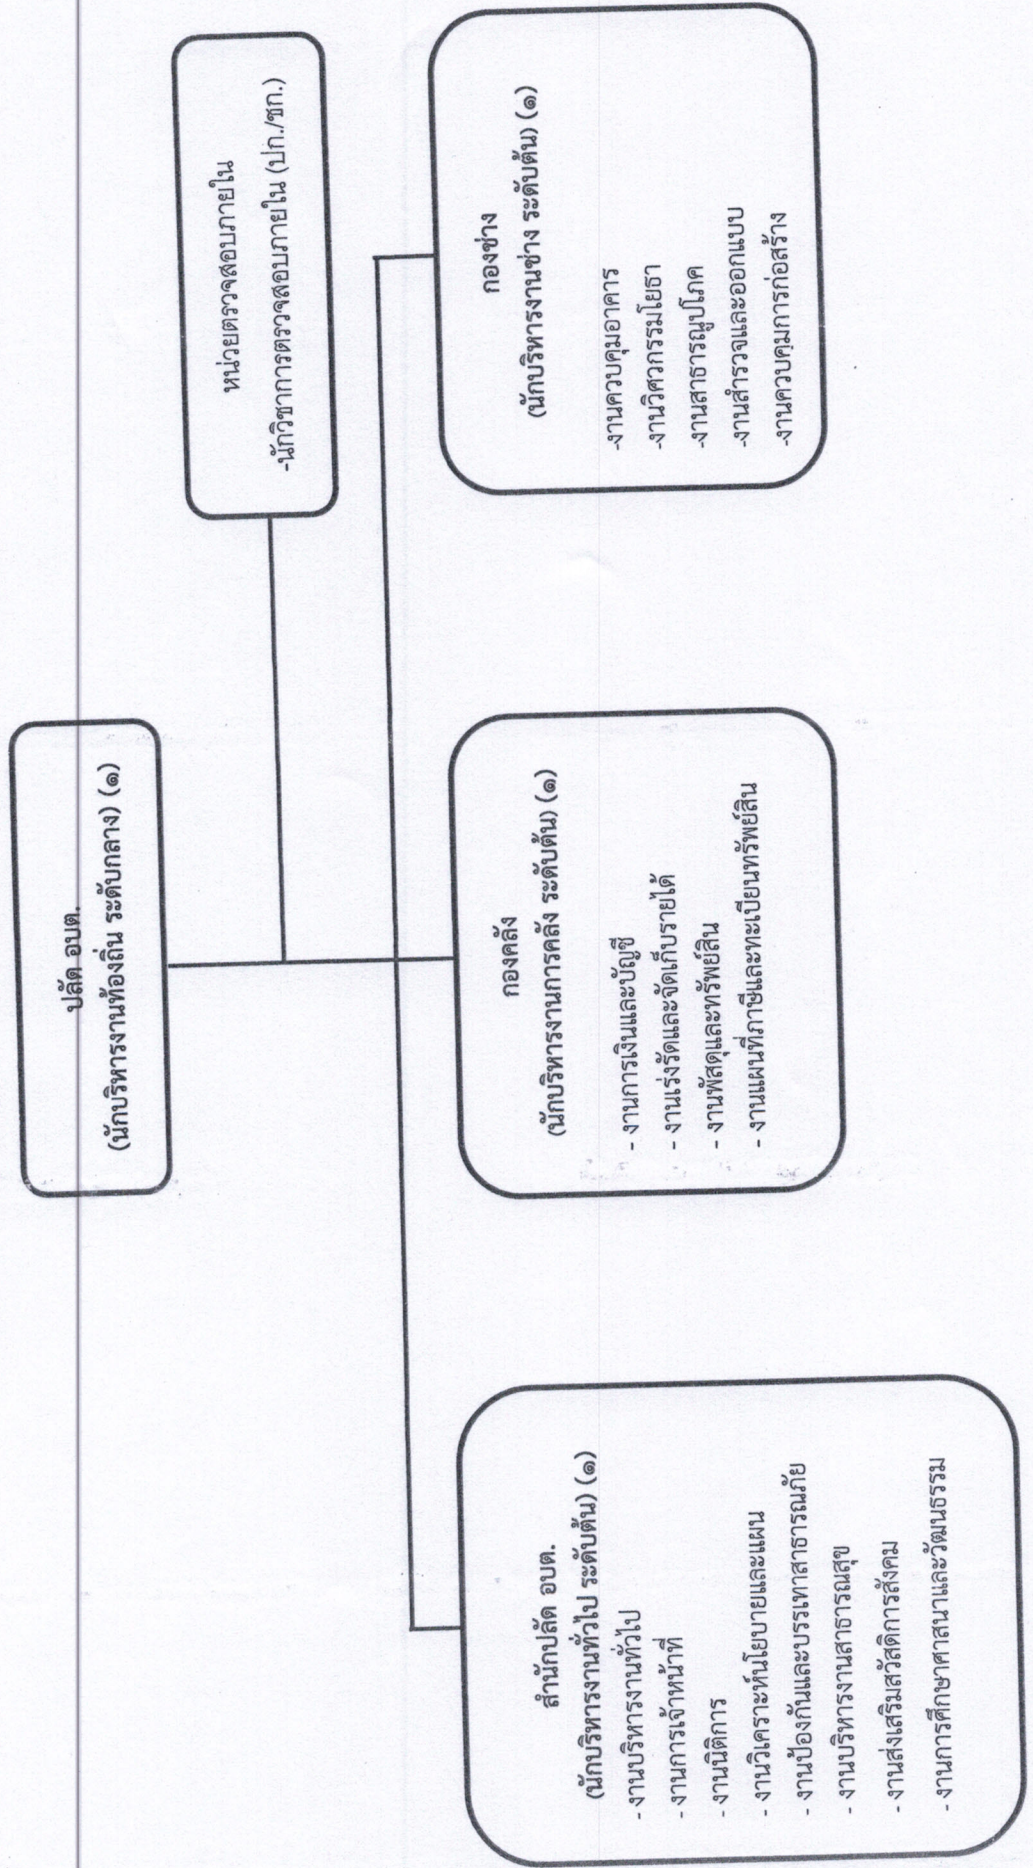 ปลัด อบต.
(นักบริหารงานท้องถิ่น ระดับกลาง) (๑)
หน่วยตรวจสอบภายใน
-นักวิชาการตรวจสอบภายใน (ปก./ชก.)
สำนักปลัด อบต.
(นักบริหารงานทั่วไป ระดับต้น) (๑)
- งานบริหารงานทั่วไป
- งานการเจ้าหน้าที่
- งานนิติการ
- งานวิเคราะห์นโยบายและแผน
- งานป้องกันและบรรเทาสาธารณภัย
- งานบริหารงานสาธารณสุข
- งานส่งเสริมสวัสดิการสังคม
- งานการศึกษาศาสนาและวัฒนธรรม
กองคลัง
(นักบริหารงานการคลัง ระดับต้น) (๑)
- งานการเงินและบัญชี
- งานเร่งรัดและจัดเก็บรายได้
- งานพัสดุและทรัพย์สิน
- งานแผนที่ภาษีและทะเบียนทรัพย์สิน
กองช่าง
(นักบริหารงานช่าง ระดับต้น) (๑)
-งานควบคุมอาคาร
-งานวิศวกรรมโยธา
-งานสาธารณูปโภค
-งานสำรวจและออกแบบ
-งานควบคุมการก่อสร้าง